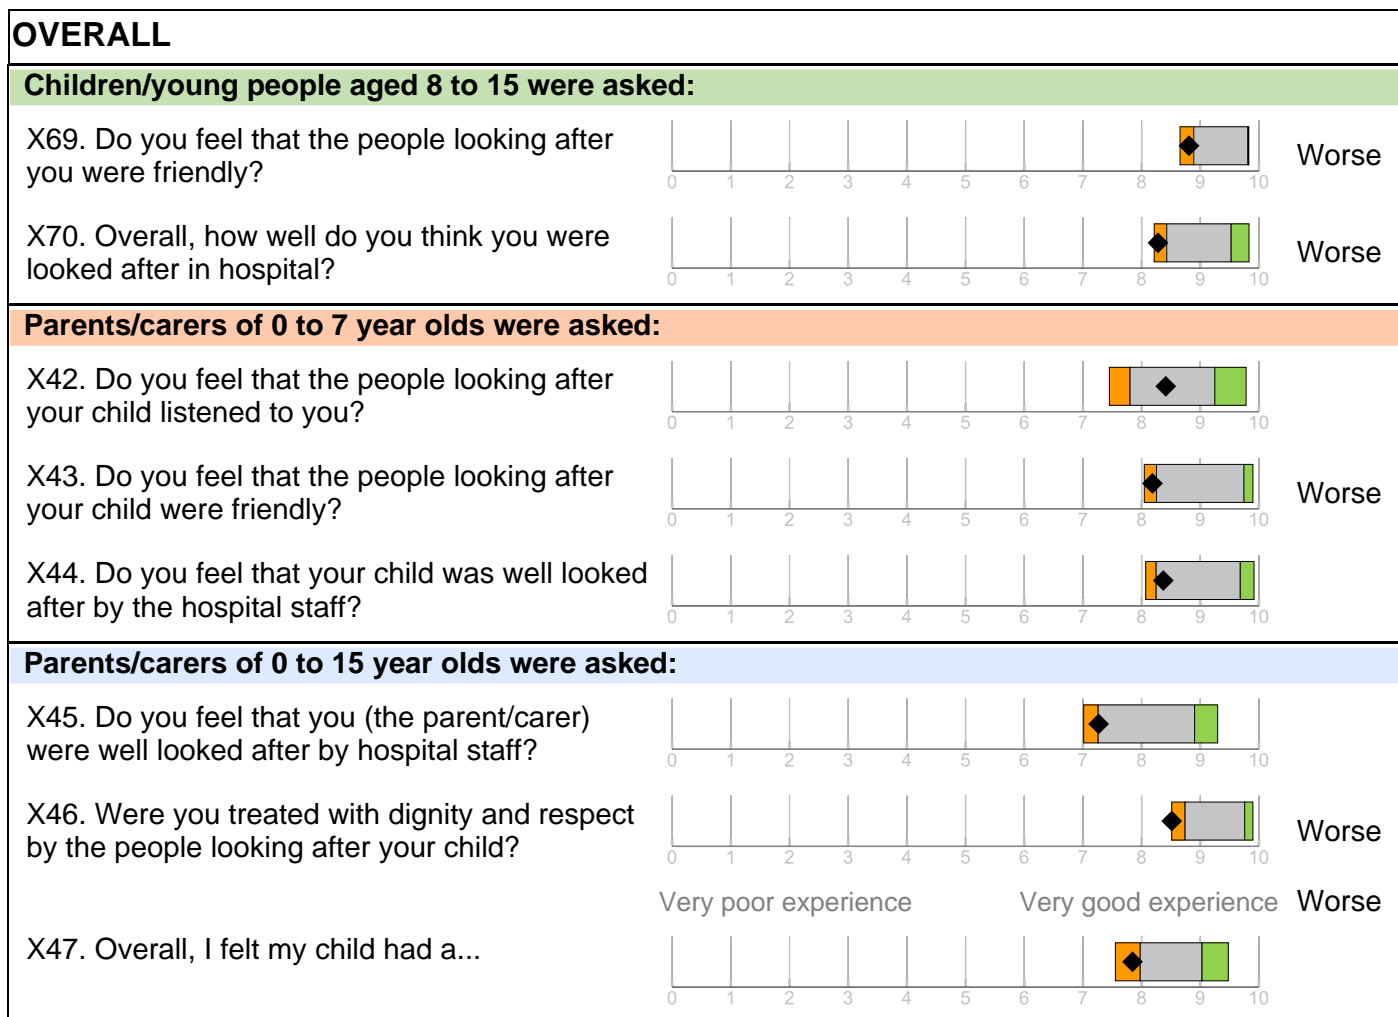 OVERALL
Children/young people aged 8 to 15 were asked:
X69. Do you feel that the people looking after
you were friendly?
0 1 2 3 4 5 6 7 8 9 10
Worse
X70. Overall, how well do you think you were
looked after in hospital?
0 1 2 3 4 5 6 7 8 9 10
Worse
Parents/carers of 0 to 7 year olds were asked:
X42. Do you feel that the people looking after
your child listened to you?
0 1 2 3 4 5 6 7 8 9 10
X43. Do you feel that the people looking after
your child were friendly?
0 1 2 3 4 5 6 7 8 9 10
Worse
X44. Do you feel that your child was well looked
after by the hospital staff?
0 1 2 3 4 5 6 7 8 9 10
Parents/carers of 0 to 15 year olds were asked:
X45. Do you feel that you (the parent/carer)
were well looked after by hospital staff?
0 1 2 3 4 5 6 7 8 9 10
X46. Were you treated with dignity and respect
by the people looking after your child?
0 1 2 3 4 5 6 7 8 9 10
Worse
Very poor experience Very good experience Worse
X47. Overall, I felt my child had a...
0 1 2 3 4 5 6 7 8 9 10